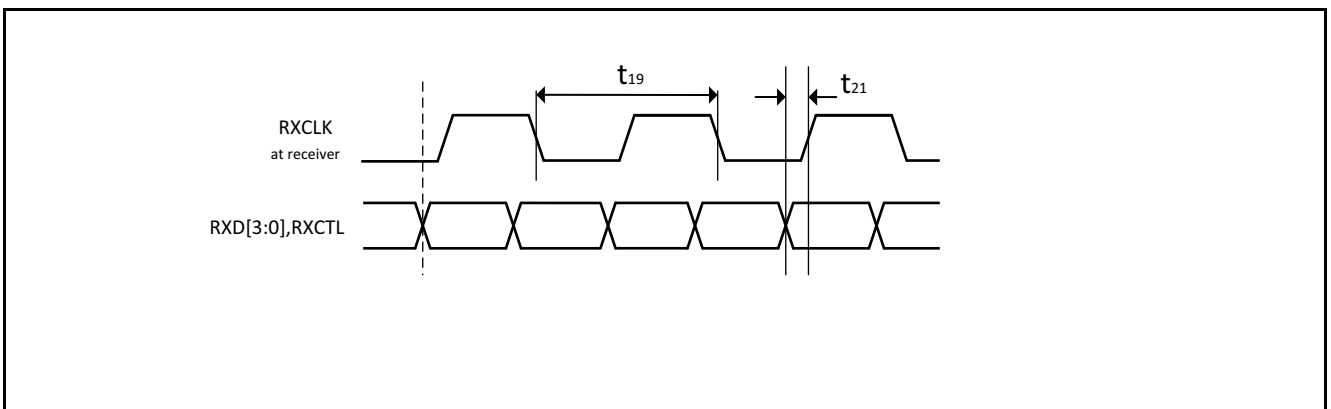 t19
t21
RXCLK
at receiver
RXD[3:0],RXCTL